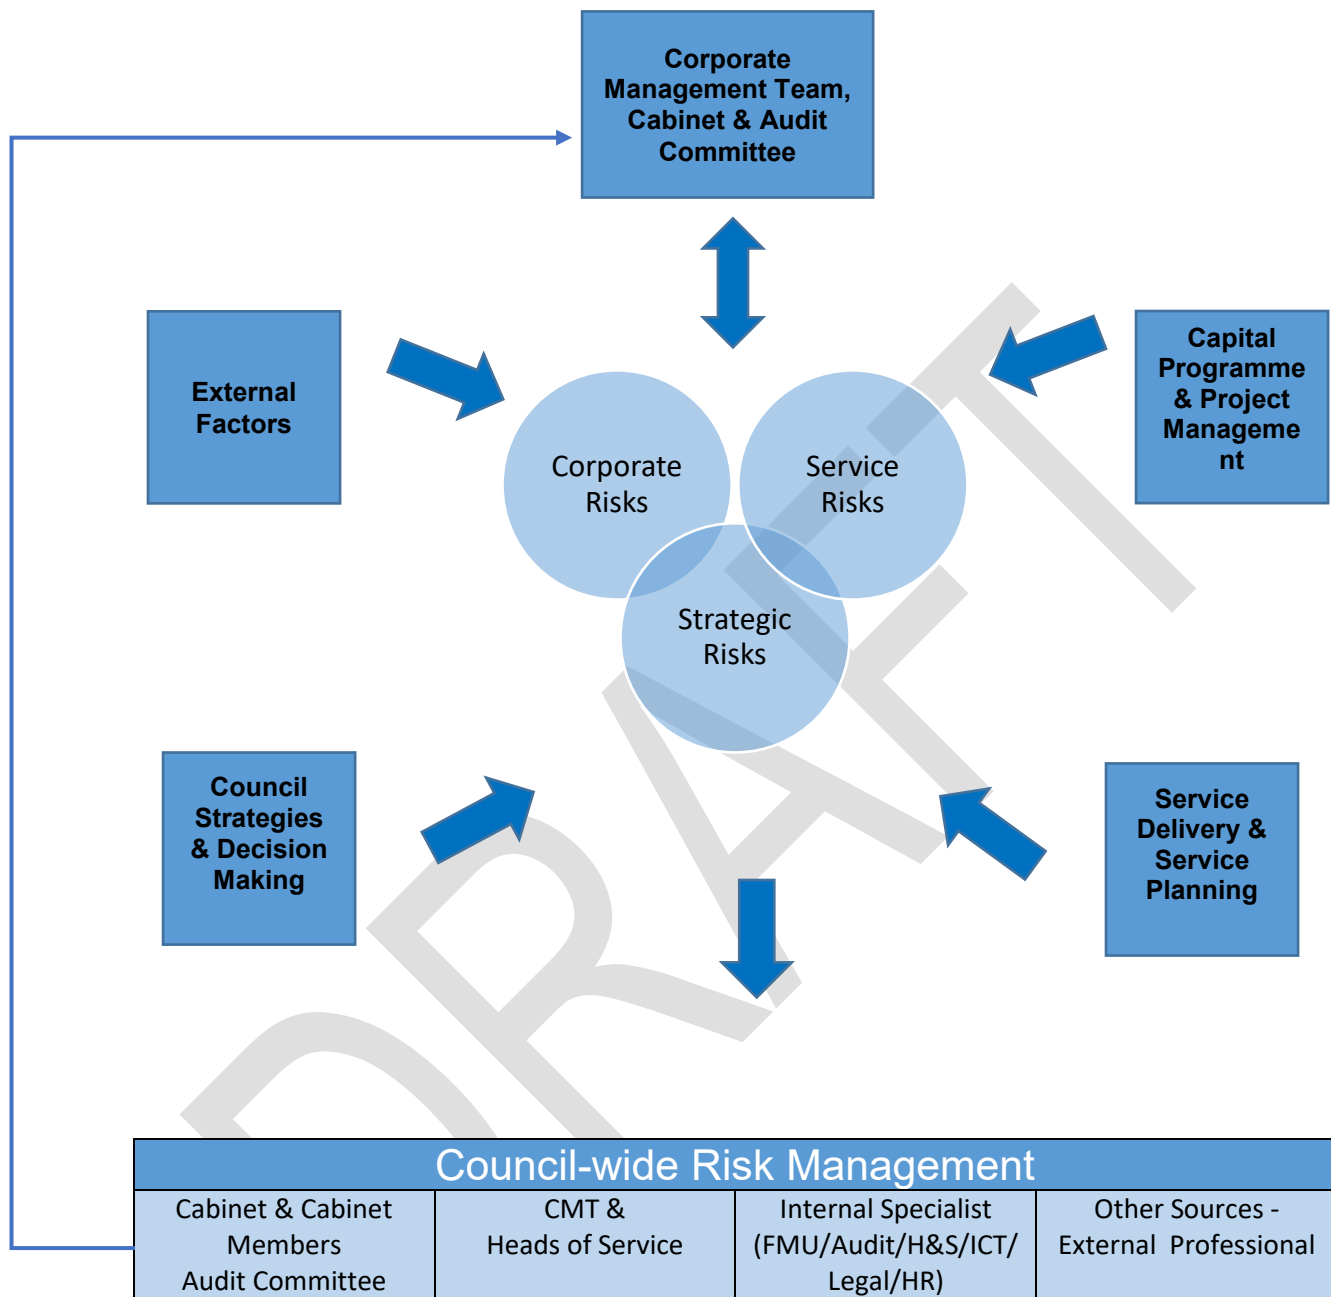 Corporate
Management Team,
Cabinet & Audit
Committee
External
Factors
Capital
Programme
& Project
Manageme
nt
Corporate
Risks
Service
Risks
Strategic
Risks
Council
Strategies
& Decision
Making
Service
Delivery &
Service
Planning
DRAFT
Council-wide Risk Management
Cabinet & Cabinet
Members
Audit Committee
CMT &
Heads of Service
Internal Specialist
(FMU/Audit/H&S/ICT/
Legal/HR)
Other Sources -
External Professional